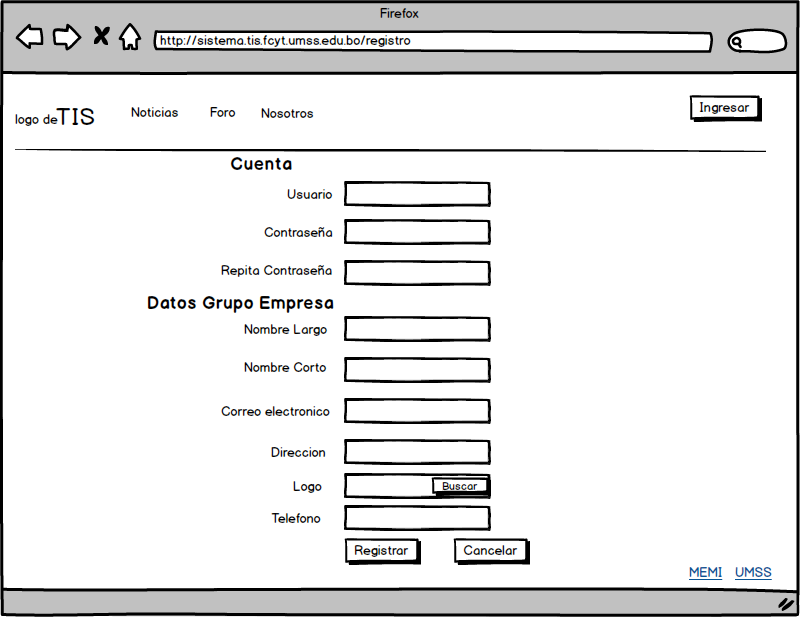 Firefox
http://sistema.tis.fcyt.umss.edu.bo/registro
logo deTIS Noticias Foro Nosotros Ingresar
Cuenta
Usuario
Contraseña
Repita Contraseña
Datos Grupo Empresa
Nombre Largo
Nombre Corto
Correo electronico
Direccion
Logo Buscar
Telefono
Registrar Cancelar
MEMI UMSS